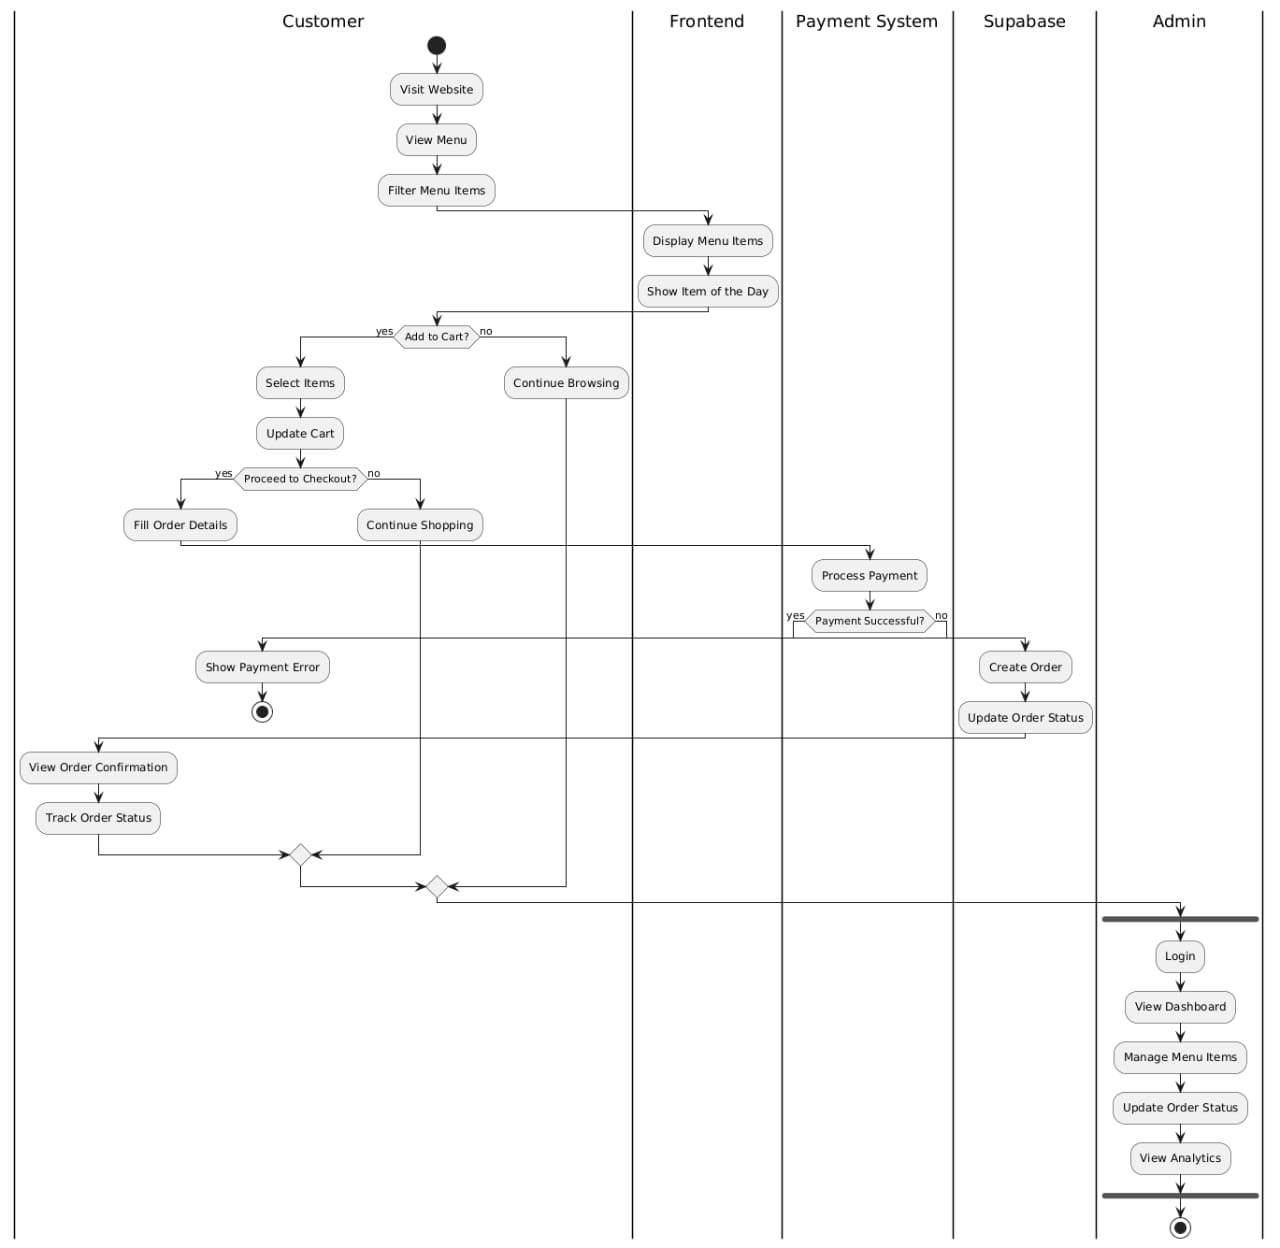 Customer
Frontend
Payment System
Supabase
Admin
Visit Website
View Menu
Filter Menu Items
Display Menu Items
Show Item of the Day
yes
Add to Cart?
no
Select Items
Continue Browsing
Update Cart
yes
Proceed to Checkout?
no
Fill Order Details
Continue Shopping
Process Payment
yes
Payment Successful?
no
Show Payment Error
Create Order
Update Order Status
View Order Confirmation
Track Order Status
Login
View Dashboard
Manage Menu Items
Update Order Status
View Analytics